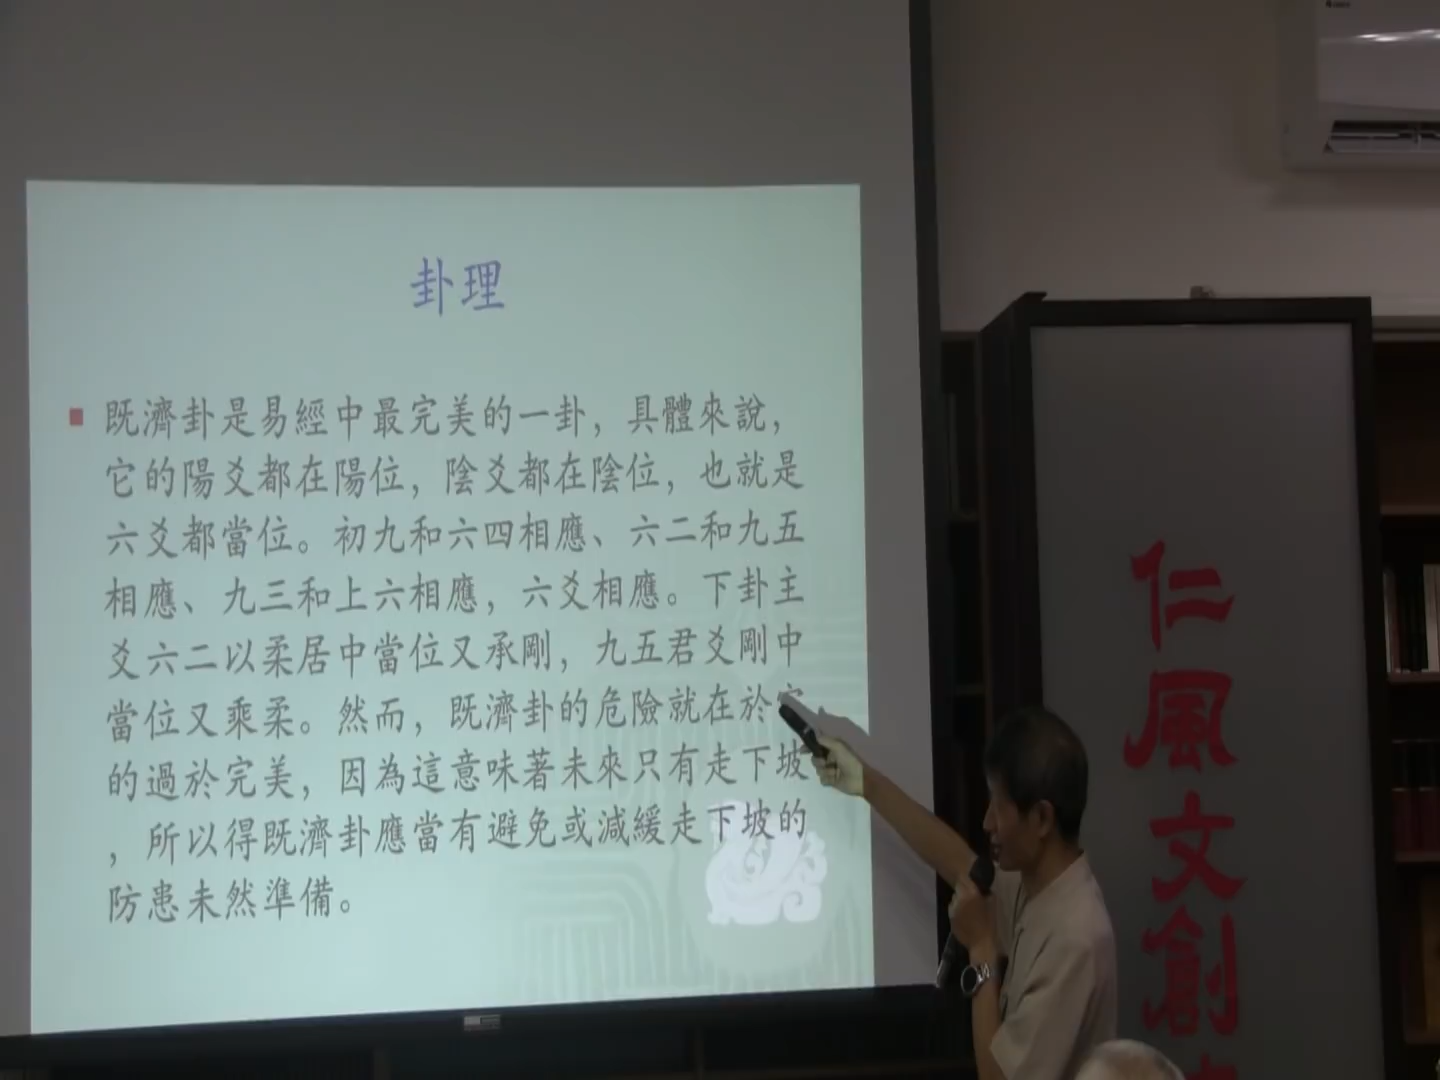 卦理
既濟卦是易經中最完美的一卦，具體來說，
它的陽爻都在陽位，陰爻都在陰位，也就是
六爻都當位。初九和六四相應、六二和九五
相應、九三和上六相應，六爻相應。下卦主
爻六二以柔居中當位又承剛，九五君爻剛中
當位又乘柔。然而，既濟卦的危險就在於它
的過於完美，因為這意味著未來只有走下坡
，所以得既濟卦應當有避免或減緩走下坡的
防患未然準備。
仁風文創